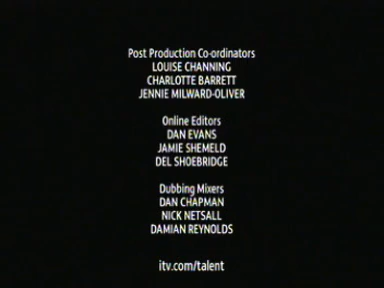 Post Production Co-ordinators
LOUISE CHANNING
CHARLOTTE BARRETT
JENNIE MILWARD-OLIVER
Online Editors
DAN EVANS
JAMIE SHEMELD
DEL SHOEBRIDGE
Dubbing Mixers
DAN CHAPMAN
NICK NETSALL
DAMIAN REYNOLDS
itv.com/talent